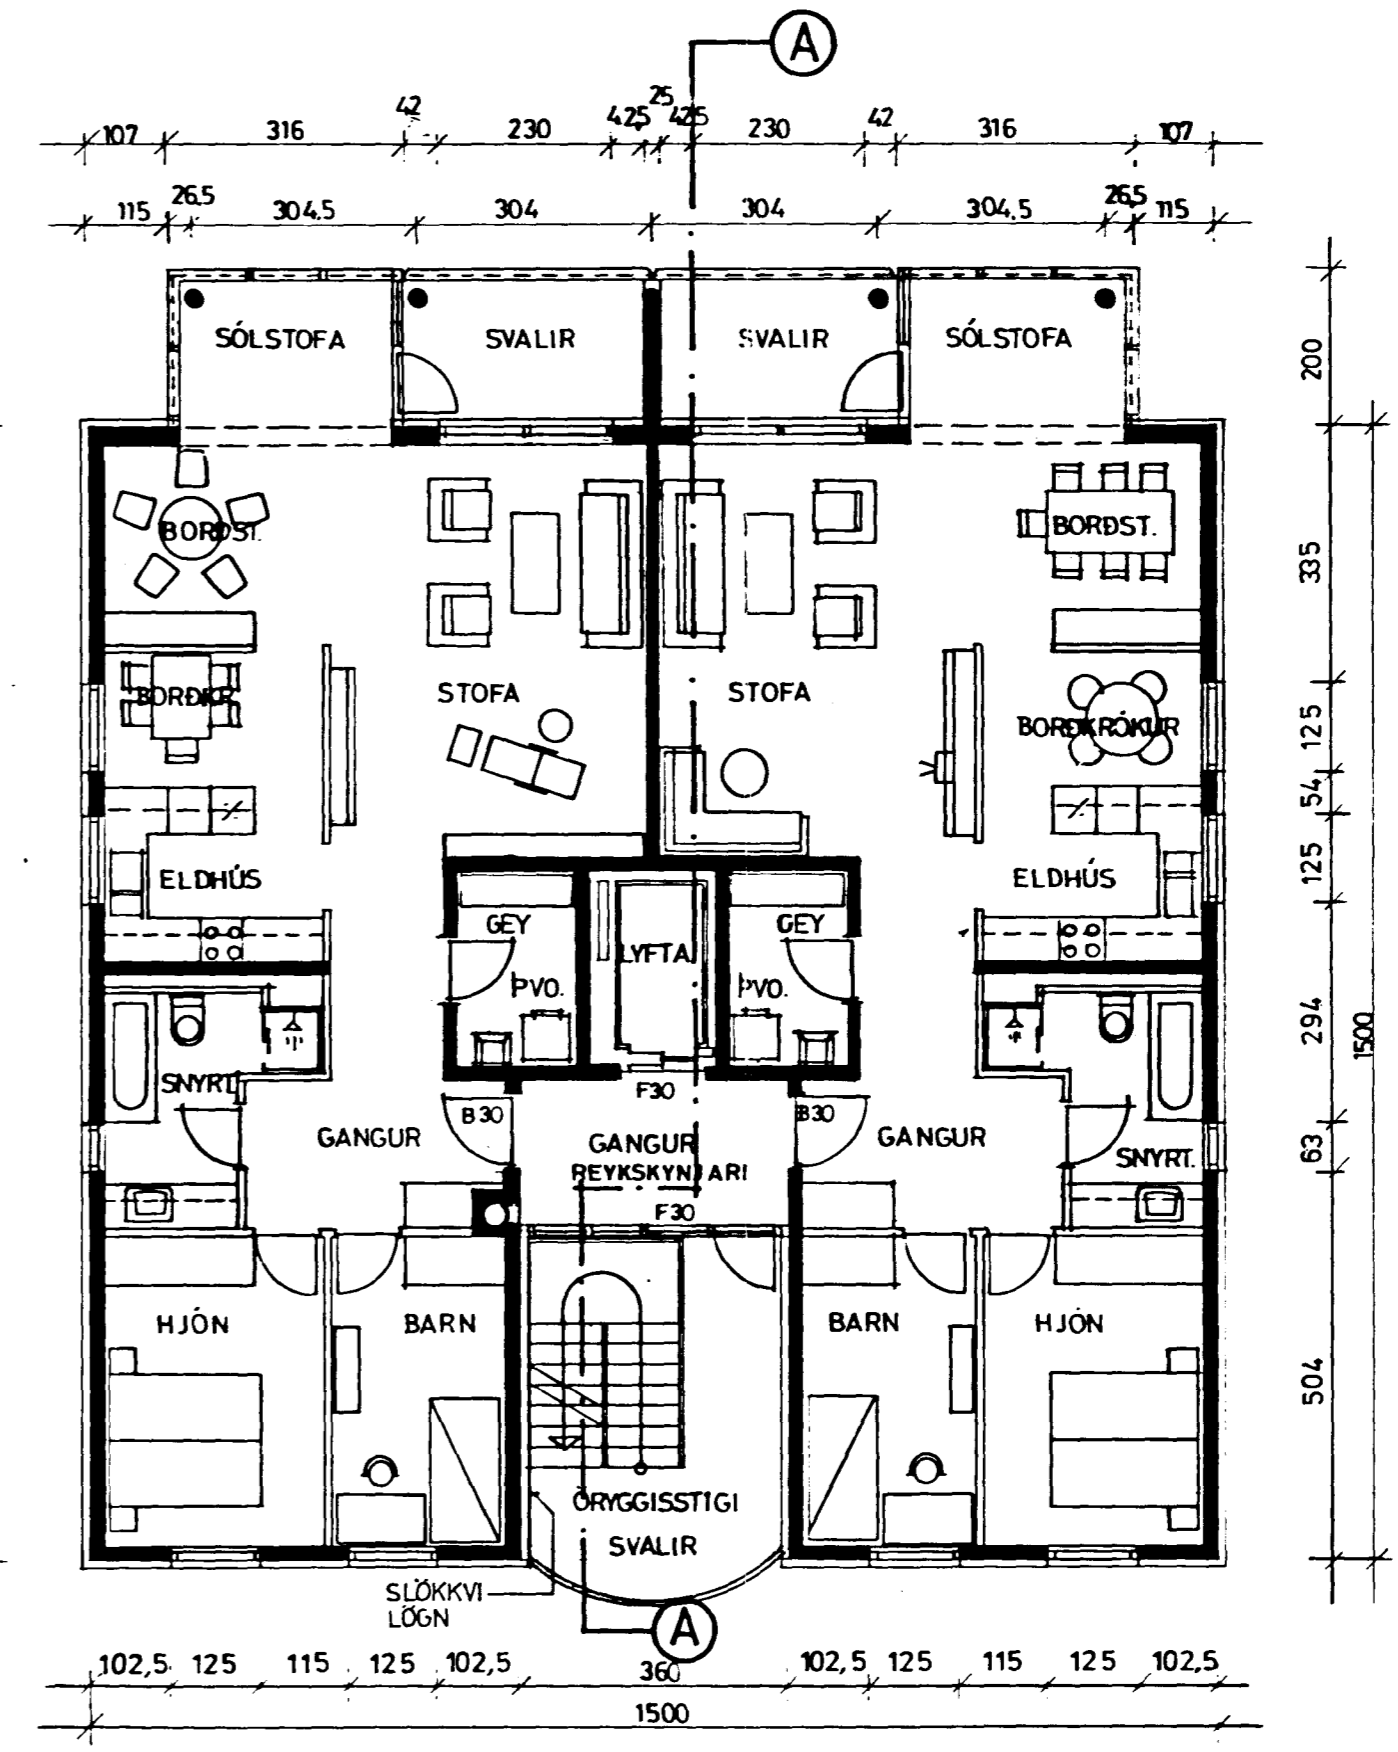 A
107 316 42 230 42,5 25 42,5 230 42 316 107
115 26,5 304.5 304 304 304.5 26,5 115
SÓLSTOFA SVALIR SVALIR SÓLSTOFA
200
BORÐST. BORÐST.
335
STOFA STOFA
BORÐKR. BORÐKRÓKUR
125
54
ELDHÚS ELDHÚS
125
GEY GEY
LYFTA
ÞVO. ÞVO.
294
1500
SNYRT.
F30
B30 B30
GANGUR GANGUR GANGUR
REYKSKYNJARI
SNYRT.
63
F30
HJÓN BARN BARN HJÓN
504
ÖRYGGISSTIGI
SVALIR
SLÖKKVI
LÖGN
A
102,5 125 115 125 102,5 360 102,5 125 115 125 102,5
1500